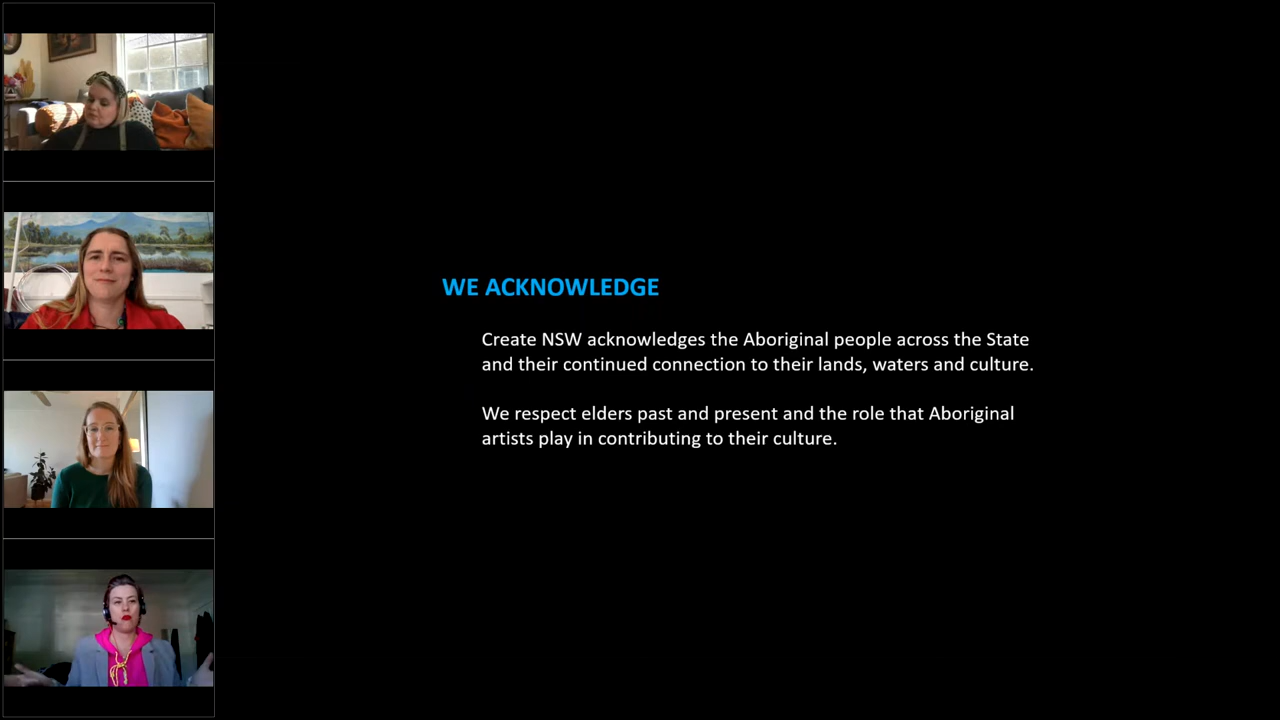 WE ACKNOWLEDGE
Create NSW acknowledges the Aboriginal people across the State
and their continued connection to their lands, waters and culture.
We respect elders past and present and the role that Aboriginal
artists play in contributing to their culture.